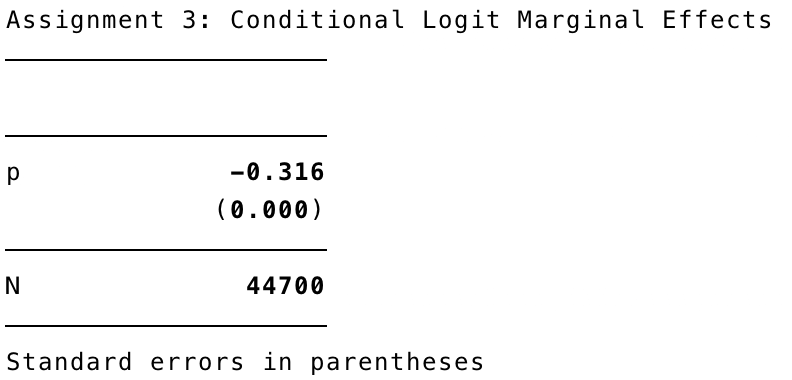 Assignment 3: Conditional Logit Marginal Effects
p -0.316
(0.000)
N 44700
Standard errors in parentheses